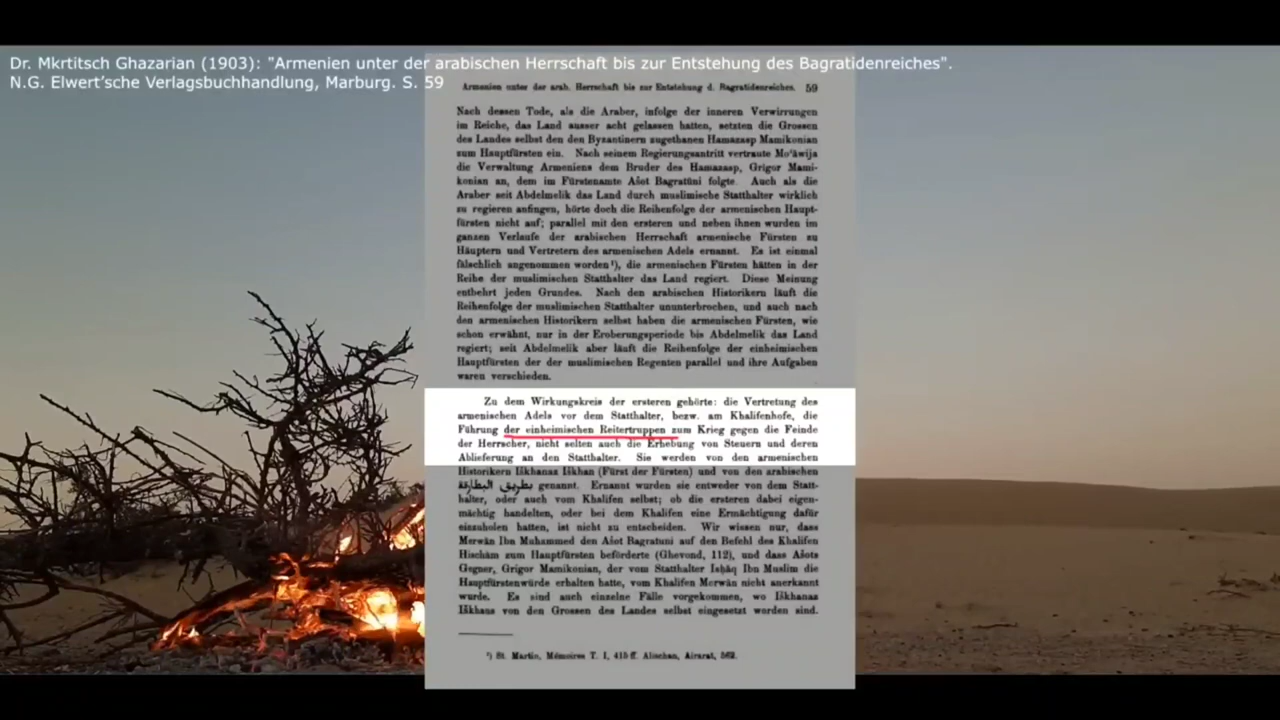 Dr. Mkrtitsch Ghazarian (1903): "Armenien unter der arabischen Herrschaft bis zur Entstehung des Bagratidenreiches".
N.G. Elwert’sche Verlagsbuchhandlung, Marburg. S. 59
Armenien unter der arab. Herrschaft bis zur Entstehung d. Bagratidenreiches. 59
Nach dessen Tode, als die Araber, infolge der inneren Verwirrungen
im Reiche, das Land ausser acht gelassen hatten, setzten die Grossen
des Landes selbst den den Byzantinern zugethanen Hamazasp Mamikonian
zum Hauptfürsten ein. Nach seinem Regierungsantritt vertraute Mo‘āwija
die Verwaltung Armeniens dem Bruder des Hamazasp, Grigor Mami-
konian an, dem im Fürstenamte Ašot Bagratūni folgte. Auch als die
Araber seit Abdelmelik das Land durch muslimische Statthalter wirklich
zu regieren anfingen, hörte doch die Reihenfolge der armenischen Haupt-
fürsten nicht auf; parallel mit den ersteren und neben ihnen wurden im
ganzen Verlaufe der arabischen Herrschaft armenische Fürsten zu
Häuptern und Vertretern des armenischen Adels ernannt. Es ist einmal
fälschlich angenommen worden¹), die armenischen Fürsten hätten in der
Reihe der muslimischen Statthalter das Land regiert. Diese Meinung
entbehrt jeden Grundes. Nach den arabischen Historikern läuft die
Reihenfolge der muslimischen Statthalter ununterbrochen, und auch nach
den armenischen Historikern selbst haben die armenischen Fürsten, wie
schon erwähnt, nur in der Eroberungsperiode bis Abdelmelik das Land
regiert; seit Abdelmelik aber läuft die Reihenfolge der einheimischen
Hauptfürsten der der muslimischen Regenten parallel und ihre Aufgaben
waren verschieden.
Zu dem Wirkungskreis der ersteren gehörte: die Vertretung des
armenischen Adels vor dem Statthalter, bezw. am Khalifenhofe, die
Führung der einheimischen Reitertruppen zum Krieg gegen die Feinde
der Herrscher, nicht selten auch die Erhebung von Steuern und deren
Ablieferung an den Statthalter. Sie werden von den armenischen
Historikern Iškhanaz Iškhan (Fürst der Fürsten) und von den arabischen
بطريق البطارقة genannt. Ernannt wurden sie entweder von dem Statt-
halter, oder auch vom Khalifen selbst; ob die ersteren dabei eigen-
mächtig handelten, oder bei dem Khalifen eine Ermächtigung dafür
einzuholen hatten, ist nicht zu entscheiden. Wir wissen nur, dass
Merwān Ibn Muhammed den Ašot Bagratuni auf den Befehl des Khalifen
Hischām zum Hauptfürsten beförderte (Ghevond, 112), und dass Ašots
Gegner, Grigor Mamikonian, der vom Statthalter Isḥāq Ibn Muslim die
Hauptfürstenwürde erhalten hatte, vom Khalifen Merwān nicht anerkannt
wurde. Es sind auch einzelne Fälle vorgekommen, wo Iškhanaz
Iškhans von den Grossen des Landes selbst eingesetzt worden sind.
¹) St. Martin, Mémoires T. I, 415 ff. Alischan, Airarat, 562.